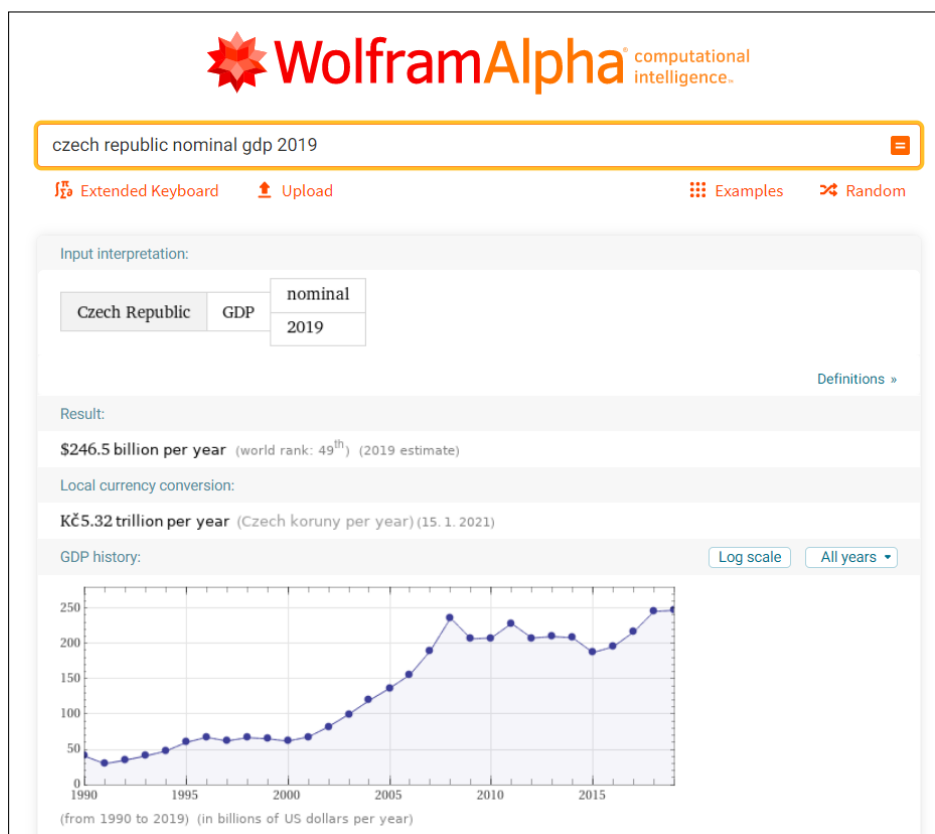 WolframAlpha computational intelligence™
czech republic nominal gdp 2019
Extended Keyboard Upload Examples Random
Input interpretation:
Czech Republic GDP nominal 2019
Definitions »
Result:
$246.5 billion per year (world rank: 49th) (2019 estimate)
Local currency conversion:
Kč5.32 trillion per year (Czech koruny per year) (15. 1. 2021)
GDP history: Log scale All years
250
200
150
100
50
0
1990 1995 2000 2005 2010 2015
(from 1990 to 2019) (in billions of US dollars per year)